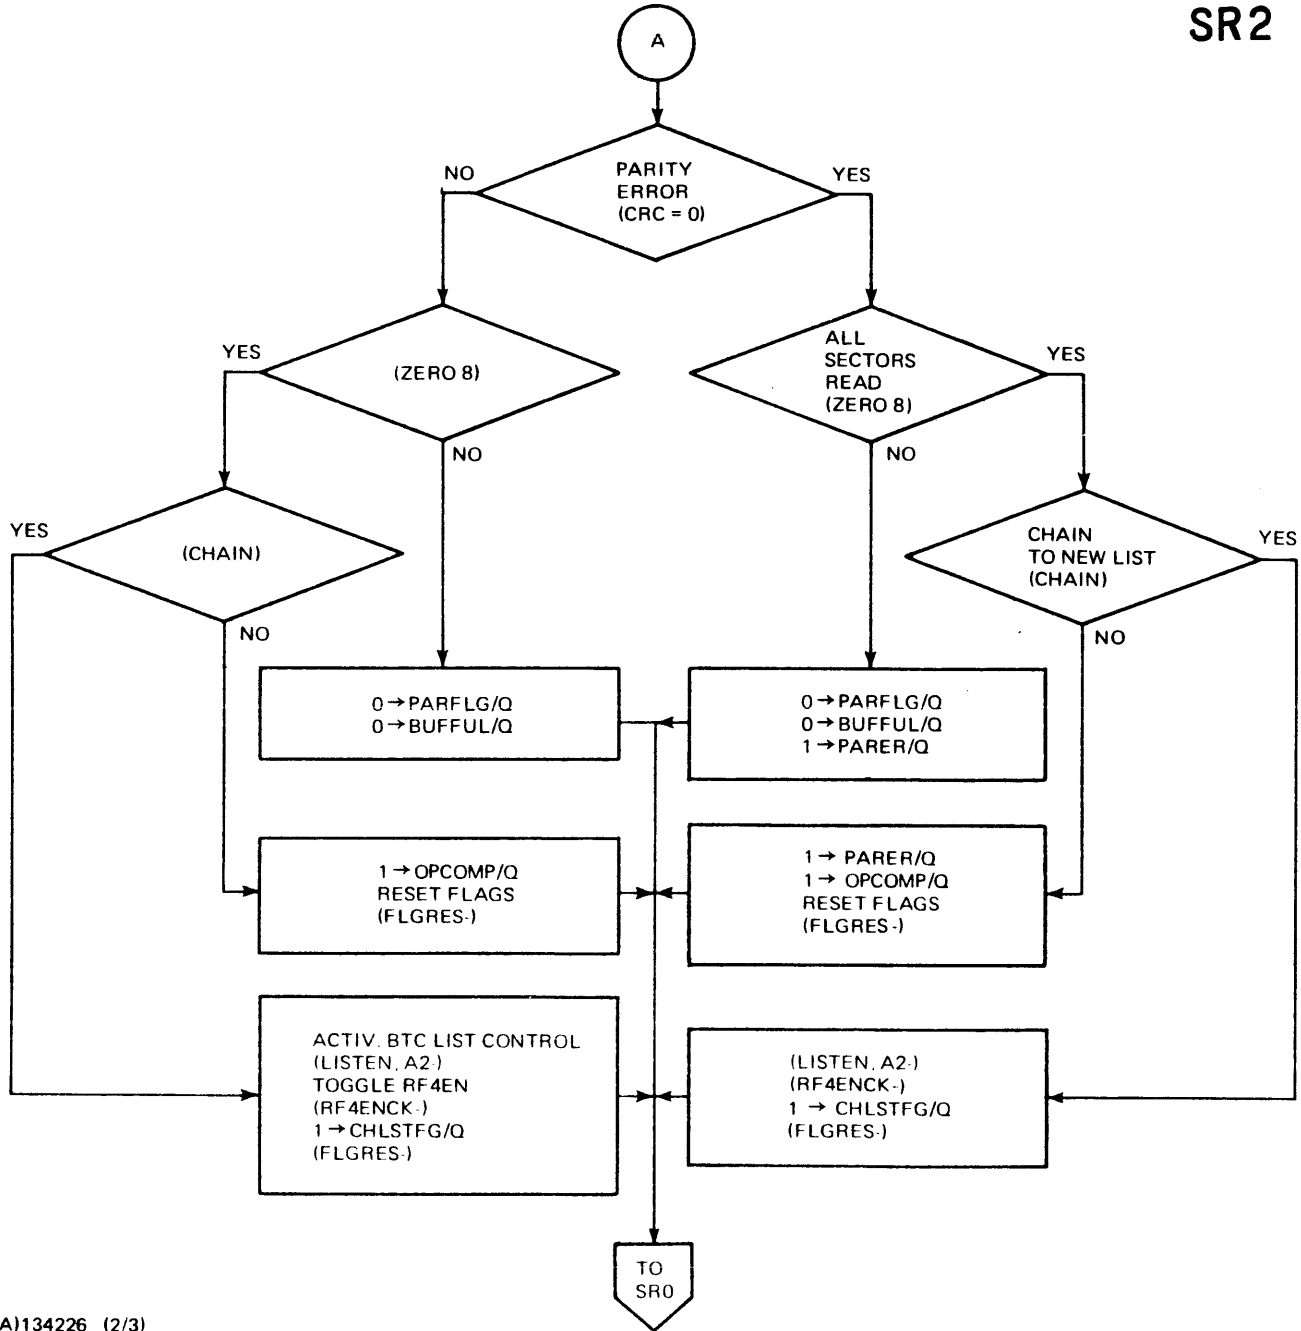 SR2
A
PARITY
ERROR
(CRC = 0)
NO
YES
YES
(ZERO 8)
NO
ALL
SECTORS
READ
(ZERO 8)
YES
NO
YES
(CHAIN)
NO
CHAIN
TO NEW LIST
(CHAIN)
YES
NO
0→PARFLG/Q
0→BUFFUL/Q
0→PARFLG/Q
0→BUFFUL/Q
1→PARER/Q
1→OPCOMP/Q
RESET FLAGS
(FLGRES-)
1→ PARER/Q
1→ OPCOMP/Q
RESET FLAGS
(FLGRES-)
ACTIV. BTC LIST CONTROL
(LISTEN, A2-)
TOGGLE RF4EN
(RF4ENCK-)
1→CHLSTFG/Q
(FLGRES-)
(LISTEN, A2-)
(RF4ENCK-)
1 → CHLSTFG/Q
(FLGRES-)
TO
SR0
A)134226 (2/3)